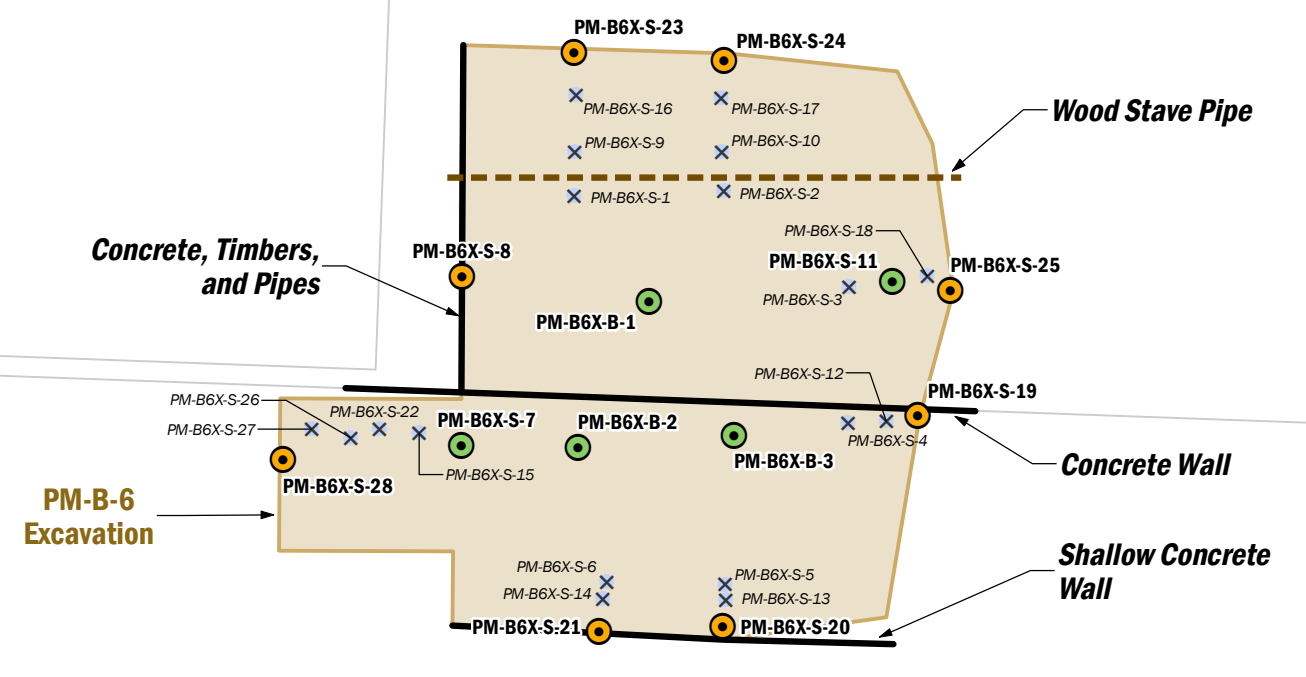 PM-B6X-S-23
PM-B6X-S-24
PM-B6X-S-16
PM-B6X-S-17
Wood Stave Pipe
PM-B6X-S-9
PM-B6X-S-10
PM-B6X-S-1
PM-B6X-S-2
PM-B6X-S-18
Concrete, Timbers,
and Pipes
PM-B6X-S-8
PM-B6X-S-11
PM-B6X-S-25
PM-B6X-S-3
PM-B6X-B-1
PM-B6X-S-12
PM-B6X-S-19
PM-B6X-S-26
PM-B6X-S-22
PM-B6X-S-27
PM-B6X-S-7
PM-B6X-B-2
PM-B6X-S-4
PM-B6X-B-3
Concrete Wall
PM-B6X-S-15
PM-B6X-S-28
PM-B-6
Excavation
Shallow Concrete
Wall
PM-B6X-S-6
PM-B6X-S-5
PM-B6X-S-14
PM-B6X-S-13
PM-B6X-S-21
PM-B6X-S-20